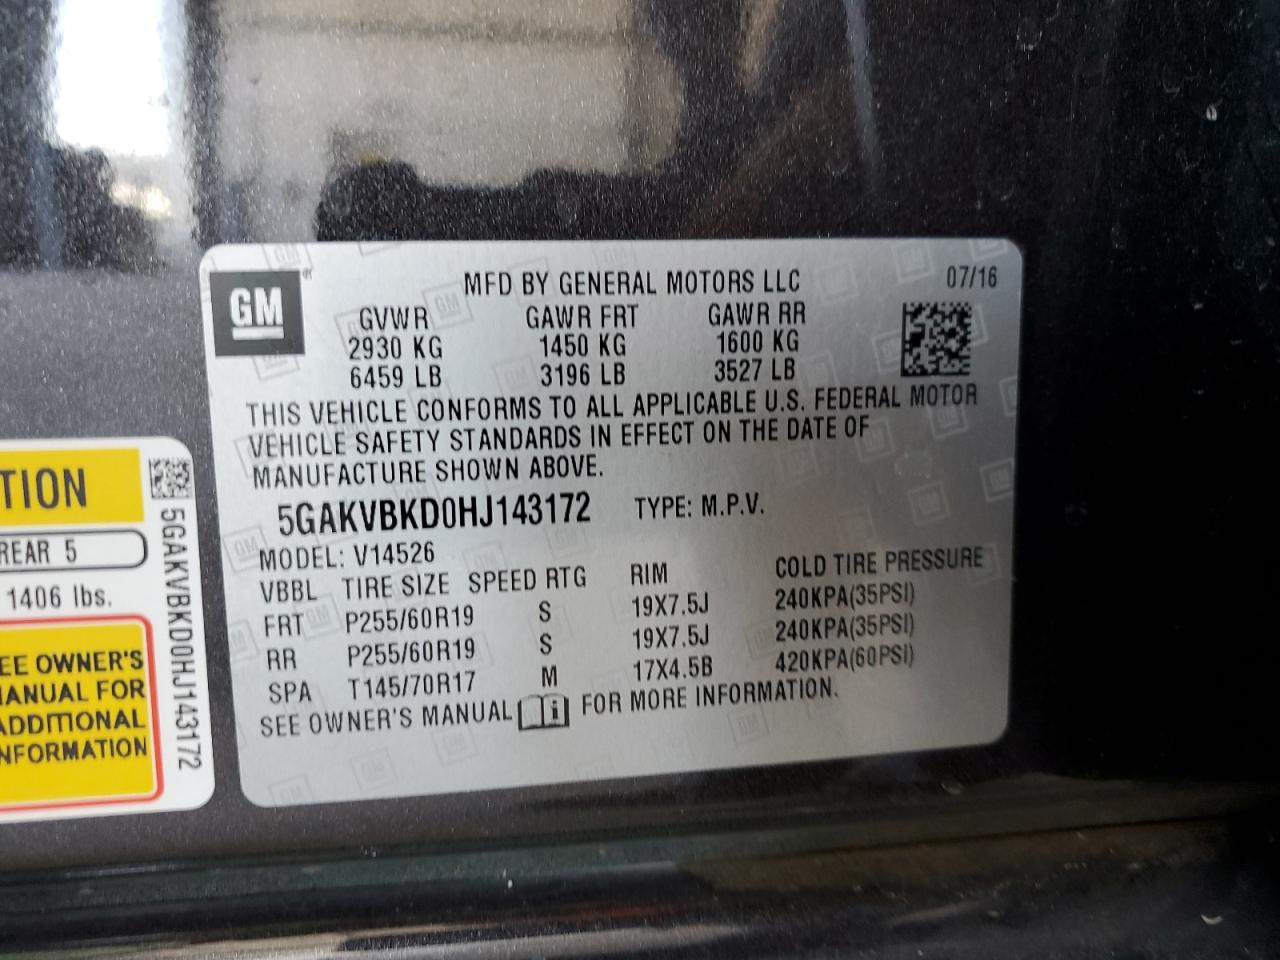 GM
MFD BY GENERAL MOTORS LLC 07/16
GVWR GAWR FRT GAWR RR
2930 KG 1450 KG 1600 KG
6459 LB 3196 LB 3527 LB
THIS VEHICLE CONFORMS TO ALL APPLICABLE U.S. FEDERAL MOTOR
VEHICLE SAFETY STANDARDS IN EFFECT ON THE DATE OF
MANUFACTURE SHOWN ABOVE.
5GAKVBKD0HJ143172 TYPE: M.P.V.
MODEL: V14526
VBBL TIRE SIZE SPEED RTG RIM COLD TIRE PRESSURE
FRT P255/60R19 S 19X7.5J 240KPA(35PSI)
RR P255/60R19 S 19X7.5J 240KPA(35PSI)
SPA T145/70R17 M 17X4.5B 420KPA(60PSI)
SEE OWNER'S MANUAL i FOR MORE INFORMATION.
TION
REAR 5
1406 lbs.
EE OWNER'S
ANUAL FOR
ADDITIONAL
NFORMATION
5GAKVBKD0HJ143172